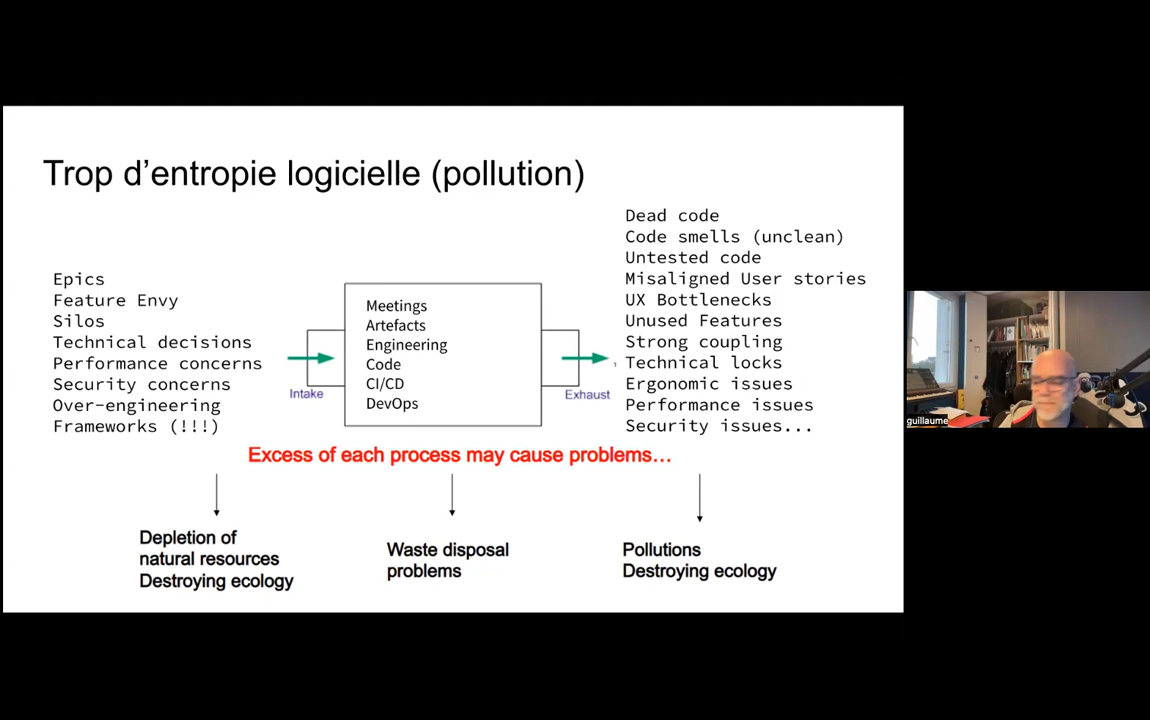 Trop d’entropie logicielle (pollution)
Epics
Feature Envy
Silos
Technical decisions
Performance concerns
Security concerns
Over-engineering
Frameworks (!!!)
Intake
Meetings
Artefacts
Engineering
Code
CI/CD
DevOps
Exhaust
Dead code
Code smells (unclean)
Untested code
Misaligned User stories
UX Bottlenecks
Unused Features
Strong coupling
Technical locks
Ergonomic issues
Performance issues
Security issues...
Excess of each process may cause problems…
Depletion of
natural resources
Destroying ecology
Waste disposal
problems
Pollutions
Destroying ecology
guillaume